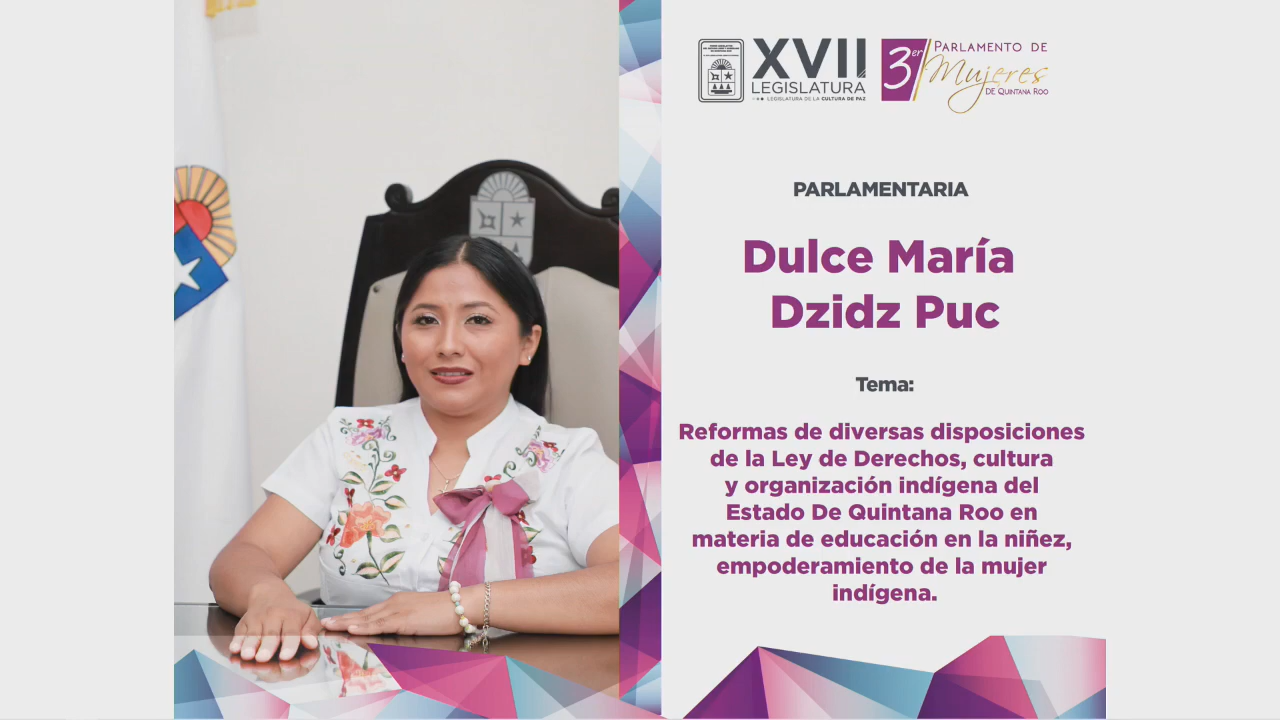 XVII
LEGISLATURA
LEGISLATURA DE LA CULTURA DE PAZ
3er
PARLAMENTO DE
Mujeres
DE QUINTANA ROO
PARLAMENTARIA
Dulce María
Dzidz Puc
Tema:
Reformas de diversas disposiciones
de la Ley de Derechos, cultura
y organización indígena del
Estado De Quintana Roo en
materia de educación en la niñez,
empoderamiento de la mujer
indígena.